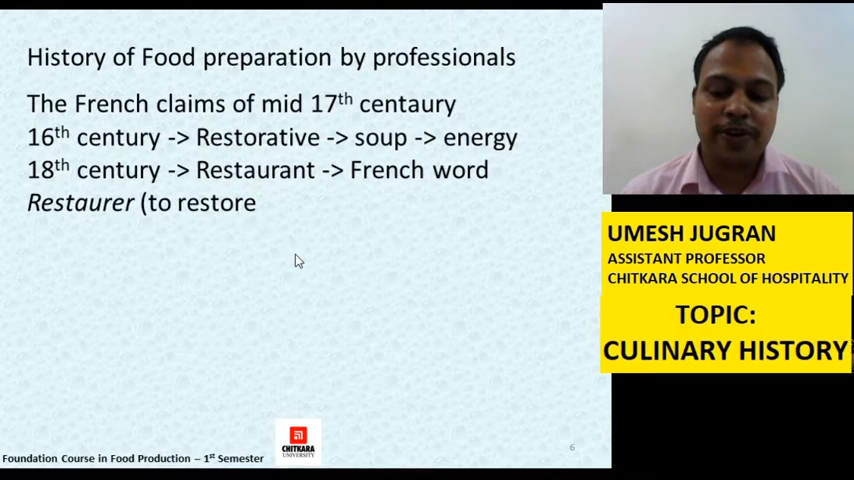 History of Food preparation by professionals
The French claims of mid 17th centaury
16th century -> Restorative -> soup -> energy
18th century -> Restaurant -> French word
Restaurer (to restore
UMESH JUGRAN
ASSISTANT PROFESSOR
CHITKARA SCHOOL OF HOSPITALITY
TOPIC:
CULINARY HISTORY
CHITKARA
UNIVERSITY
6
Foundation Course in Food Production – 1st Semester